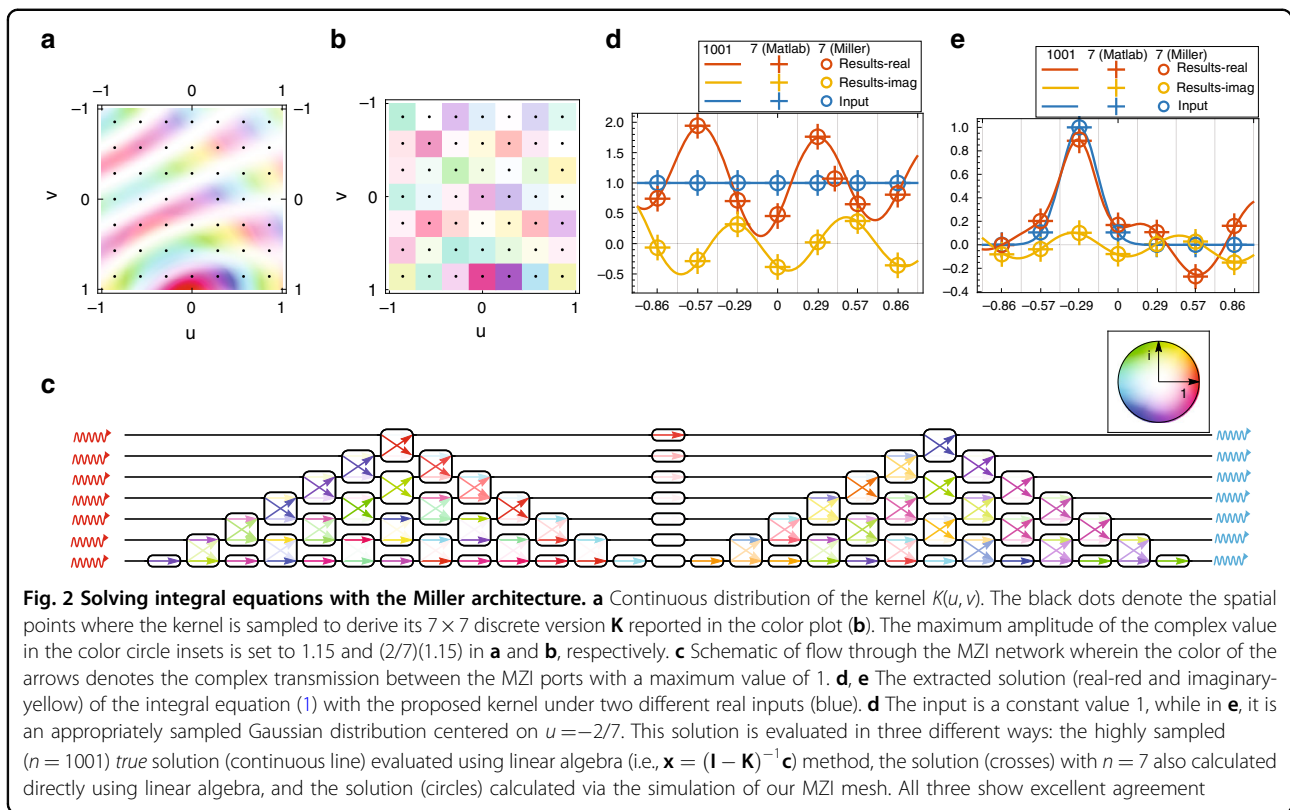 a
b
d
e
1001 7 (Matlab) 7 (Miller)
Results-real
Results-imag
Input
1001 7 (Matlab) 7 (Miller)
Results-real
Results-imag
Input
−1 0 1
−1 −1
v 0 0
1 1
−1 0 1
u
−1
v 0
1
−1 0 1
u
2.0
1.5
1.0
0.5
0.0
−0.5
−0.86 −0.57 −0.29 0 0.29 0.57 0.86
1.0
0.8
0.6
0.4
0.2
0.0
−0.2
−0.4
−0.86 −0.57 −0.29 0 0.29 0.57 0.86
i
1
c
Fig. 2 Solving integral equations with the Miller architecture. a Continuous distribution of the kernel K(u, v). The black dots denote the spatial
points where the kernel is sampled to derive its 7 × 7 discrete version K reported in the color plot (b). The maximum amplitude of the complex value
in the color circle insets is set to 1.15 and (2/7)(1.15) in a and b, respectively. c Schematic of flow through the MZI network wherein the color of the
arrows denotes the complex transmission between the MZI ports with a maximum value of 1. d, e The extracted solution (real-red and imaginary-
yellow) of the integral equation (1) with the proposed kernel under two different real inputs (blue). d The input is a constant value 1, while in e, it is
an appropriately sampled Gaussian distribution centered on u = −2/7. This solution is evaluated in three different ways: the highly sampled
(n = 1001) true solution (continuous line) evaluated using linear algebra (i.e., x = (I − K)⁻¹c) method, the solution (crosses) with n = 7 also calculated
directly using linear algebra, and the solution (circles) calculated via the simulation of our MZI mesh. All three show excellent agreement